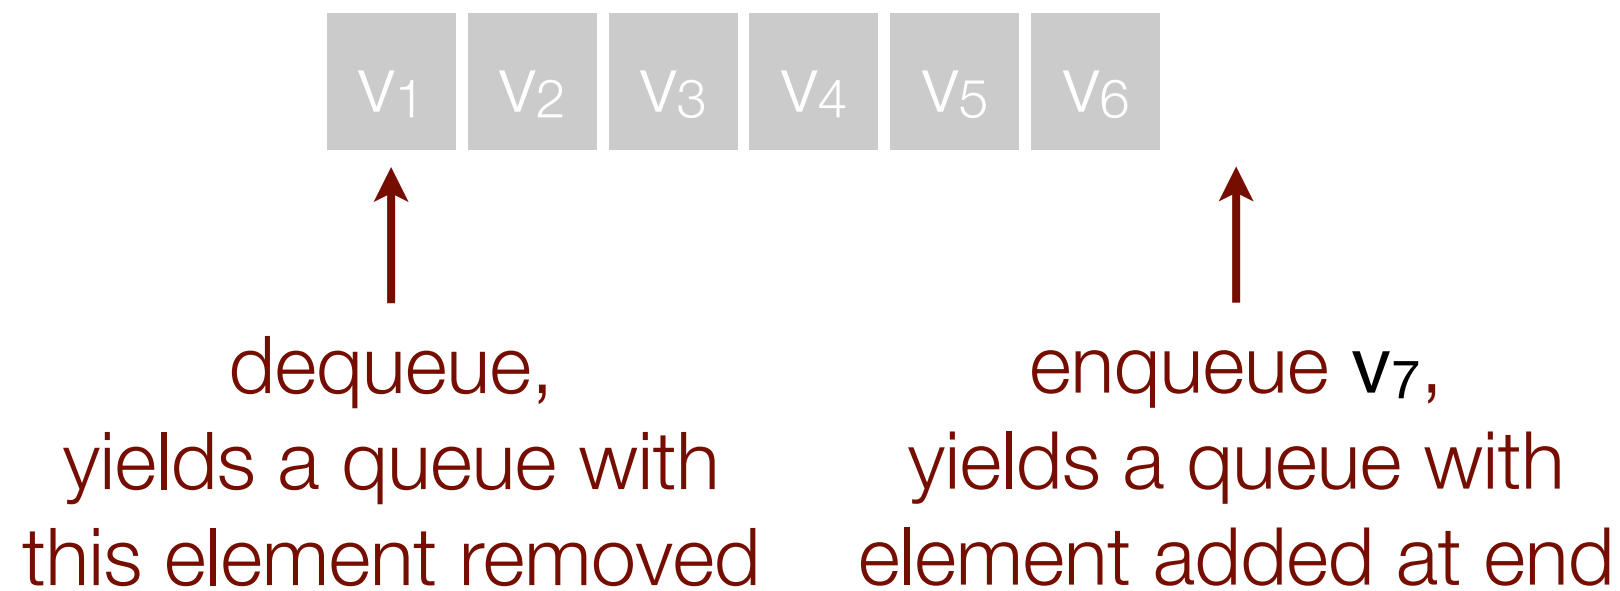 v₁ v₂ v₃ v₄ v₅ v₆
dequeue,
yields a queue with
this element removed
enqueue v₇,
yields a queue with
element added at end